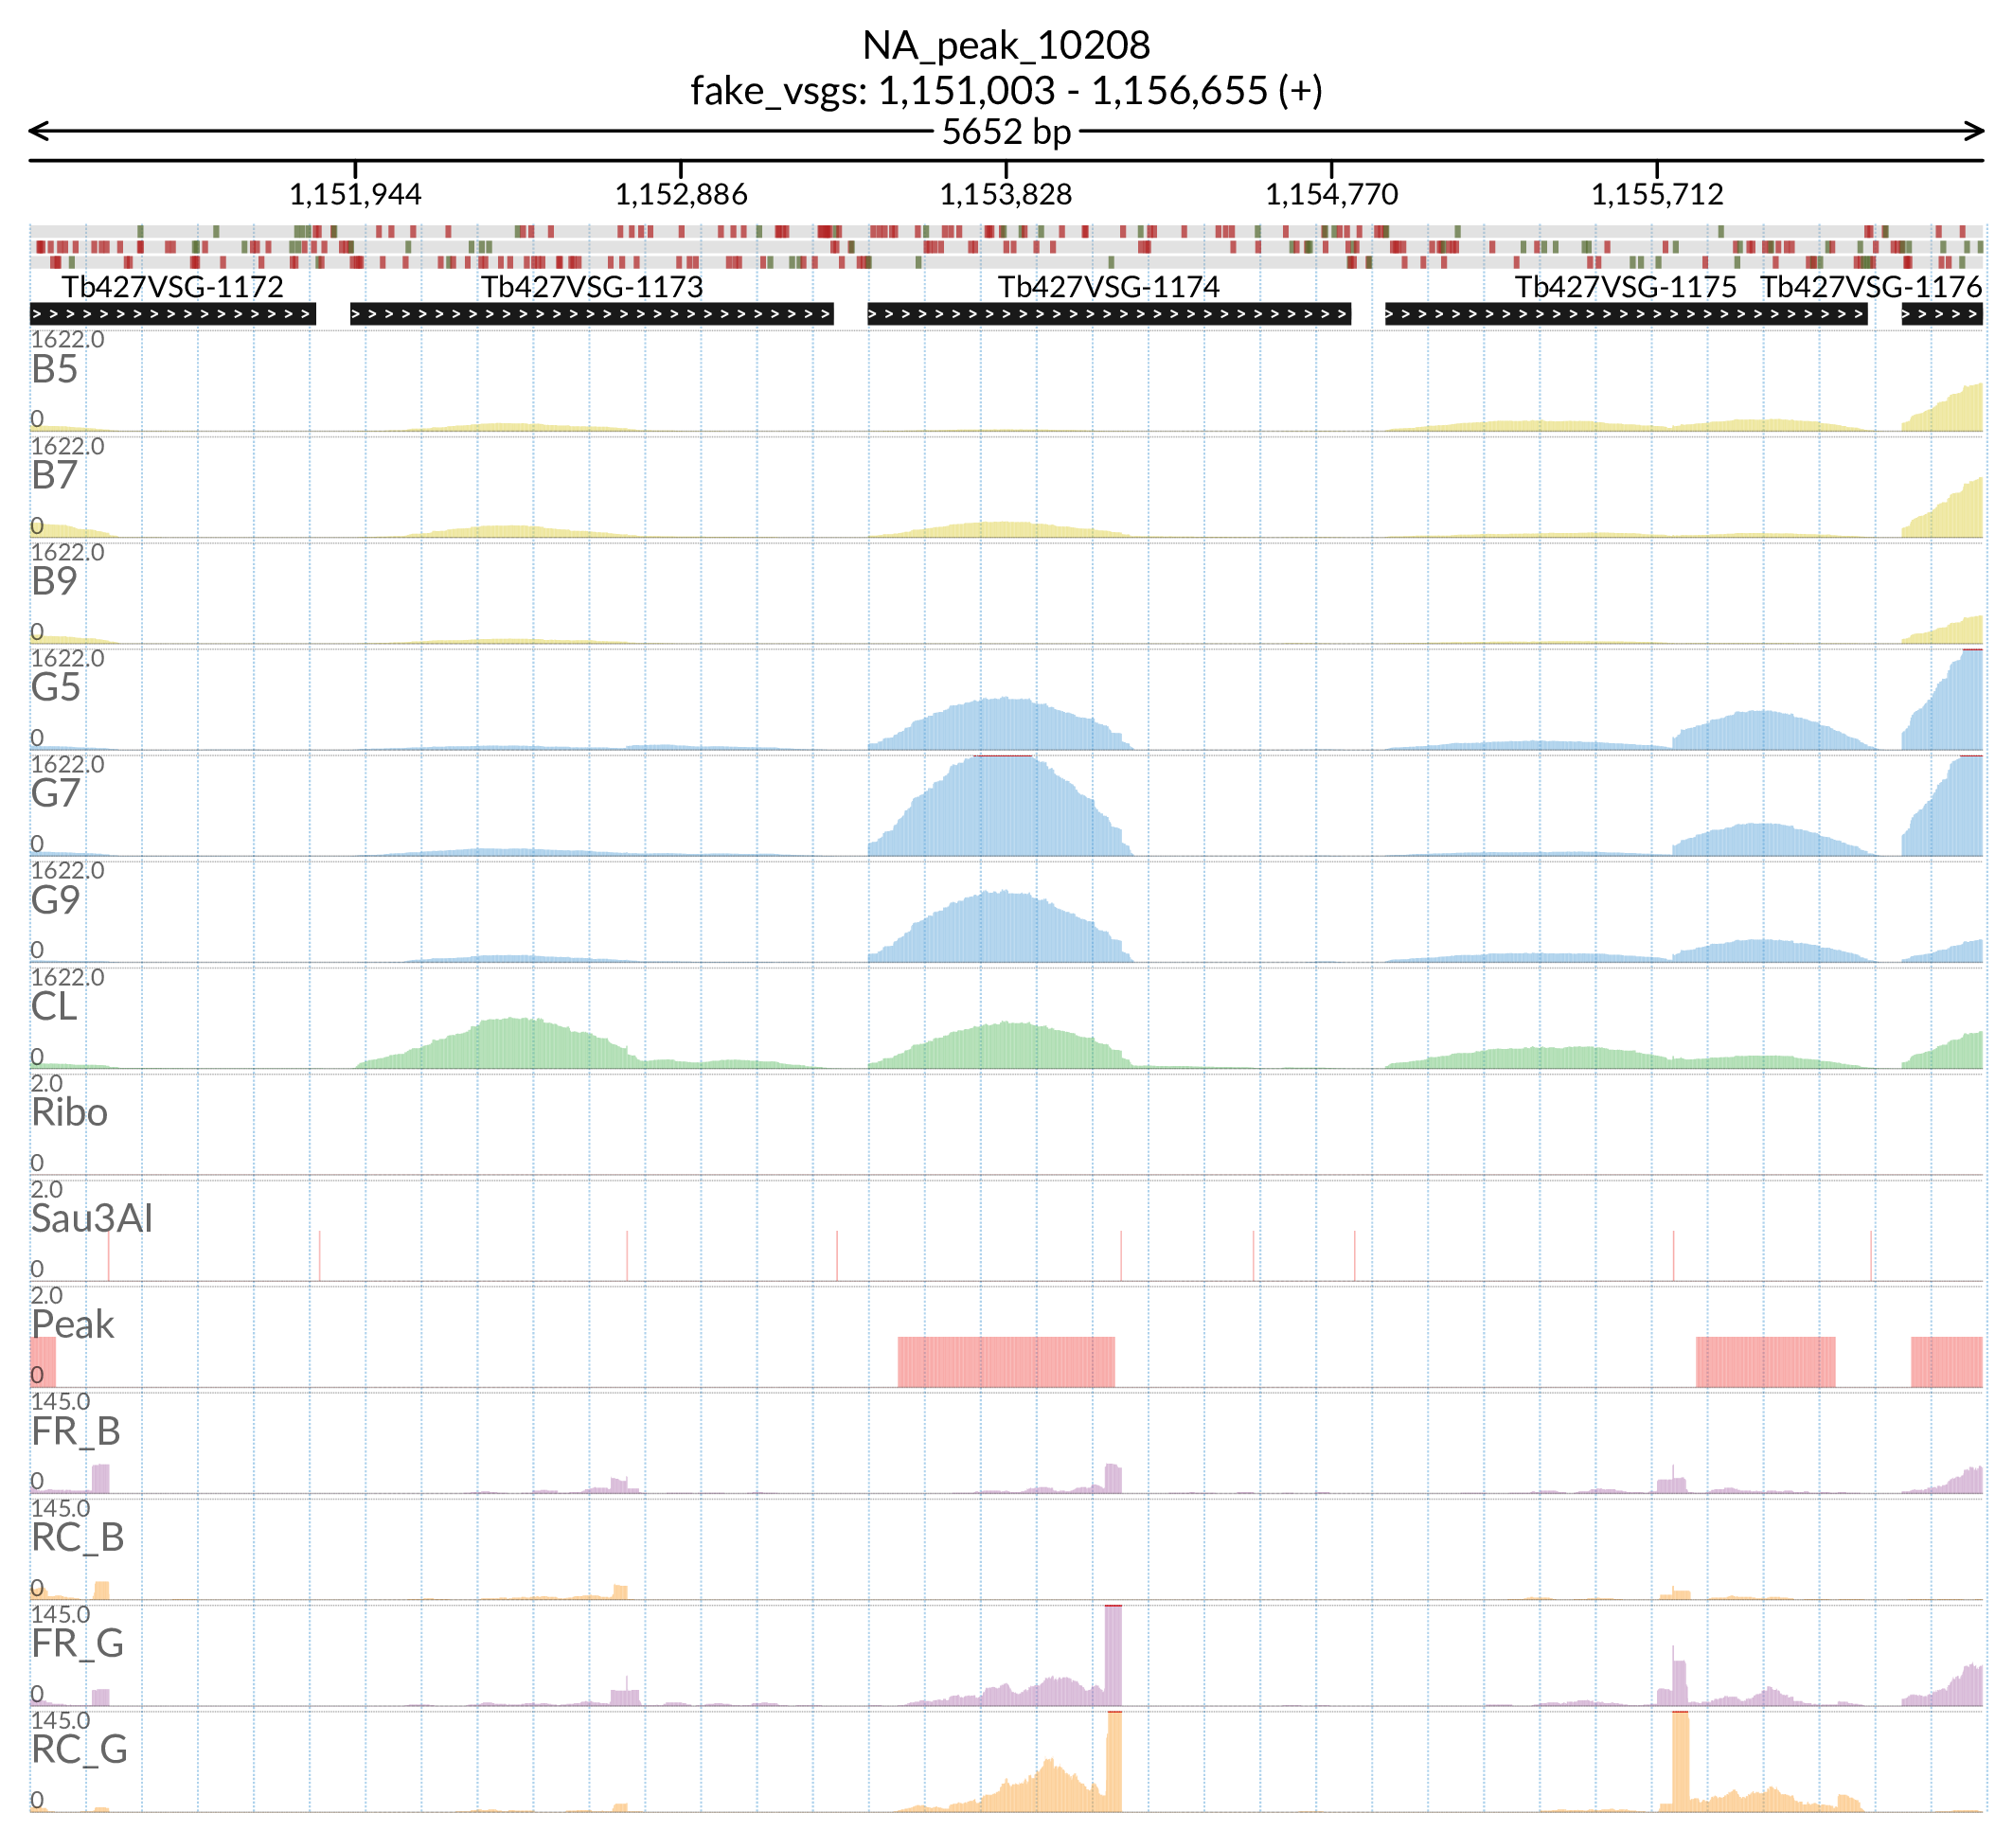 NA_peak_10208
fake_vsgs: 1,151,003 - 1,156,655 (+)
5652 bp
1,151,944 1,152,886 1,153,828 1,154,770 1,155,712
Tb427VSG-1172 Tb427VSG-1173 Tb427VSG-1174 Tb427VSG-1175 Tb427VSG-1176
1622.0
B5
0
1622.0
B7
0
1622.0
B9
0
1622.0
G5
0
1622.0
G7
0
1622.0
G9
0
1622.0
CL
0
2.0
Ribo
0
2.0
Sau3AI
0
2.0
Peak
0
145.0
FR_B
0
145.0
RC_B
0
145.0
FR_G
0
145.0
RC_G
0